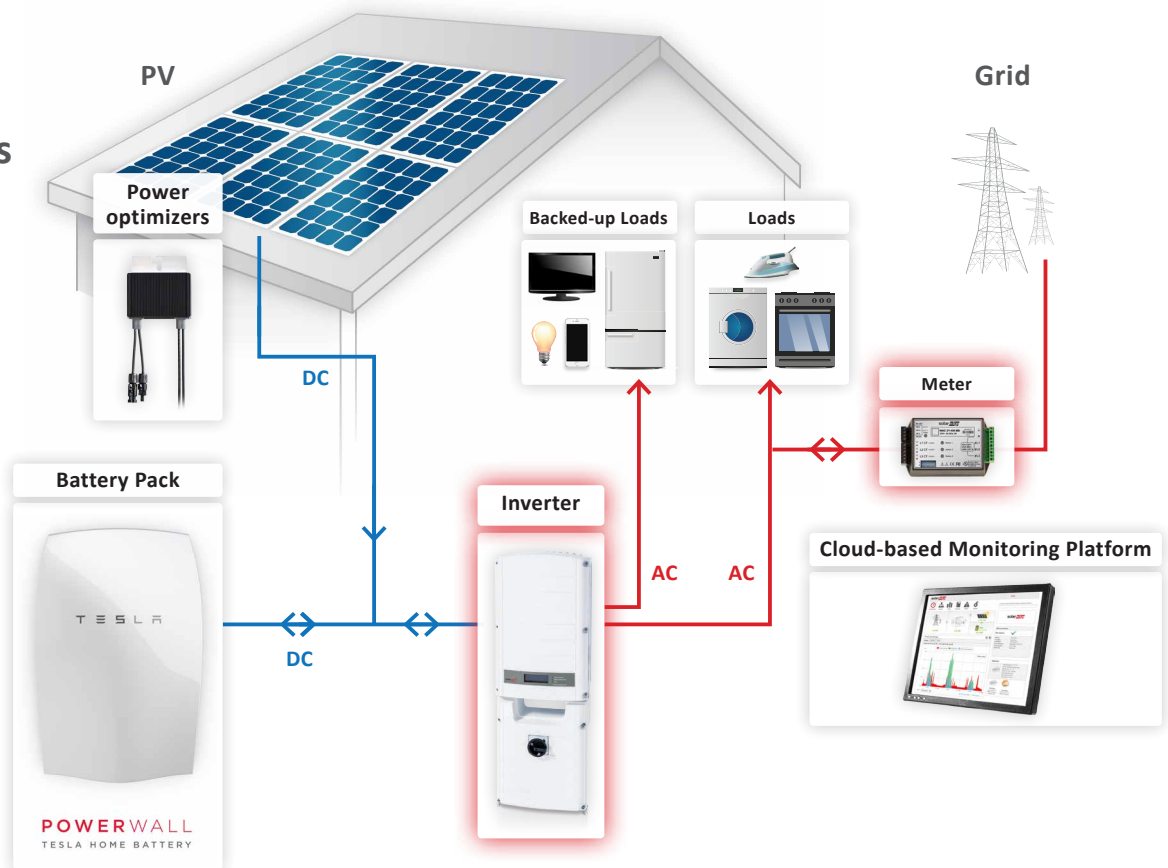 PV
Grid
s
Power
optimizers
Backed-up Loads
Loads
DC
Meter
solaredge
Battery Pack
Inverter
Cloud-based Monitoring Platform
AC
AC
TESLA
DC
POWERWALL
TESLA HOME BATTERY